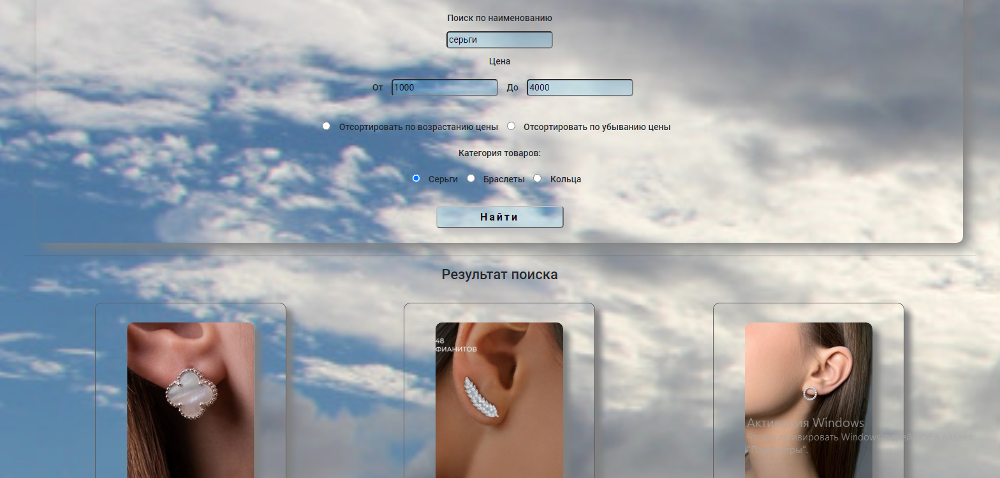 Поиск по наименованию
серьги
Цена
От 1000 До 4000
Отсортировать по возрастанию цены Отсортировать по убыванию цены
Категория товаров:
Серьги Браслеты Кольца
Найти
Результат поиска
48
ФИАНИТОВ
Активация Windows
Чтобы активировать Windows, перейдите в раздел
"Параметры".